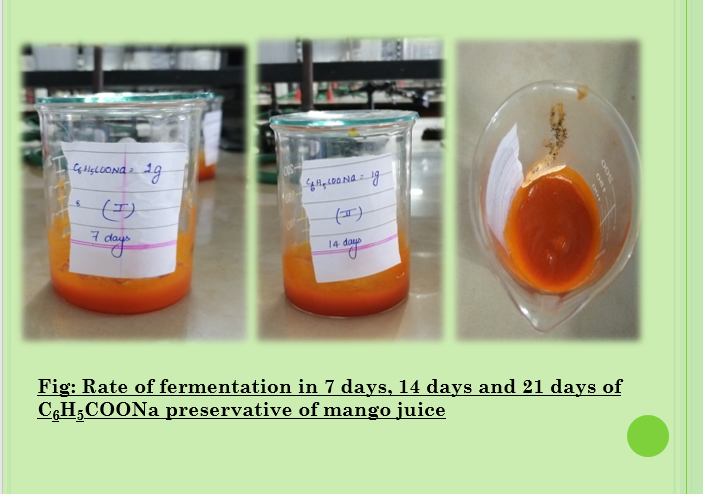 C₆H₅COONa = 1g
(I)
7 days
C₆H₅COONa = 1g
(II)
14 days
Fig: Rate of fermentation in 7 days, 14 days and 21 days of
C₆H₅COONa preservative of mango juice